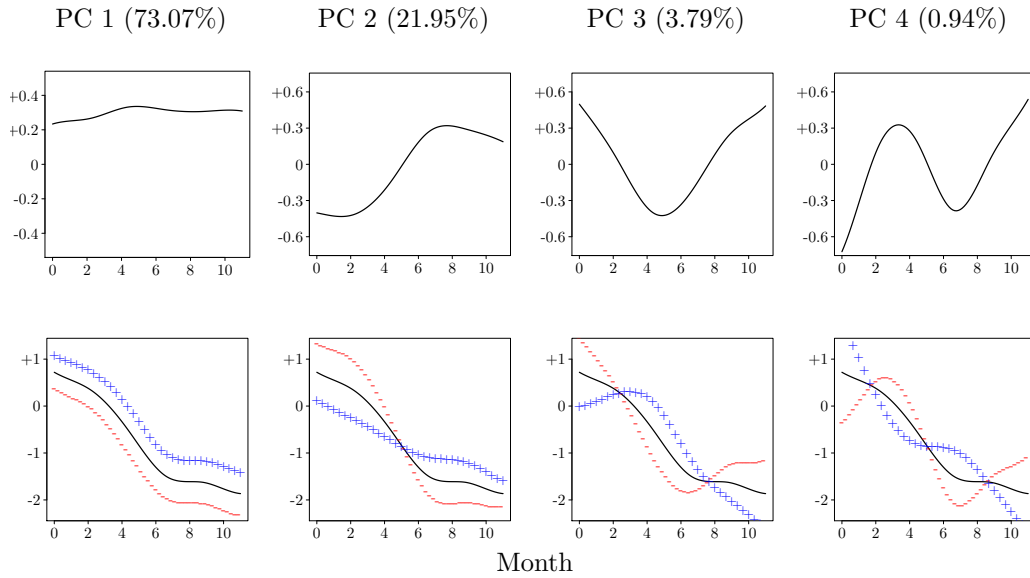 PC 1 (73.07%) PC 2 (21.95%) PC 3 (3.79%) PC 4 (0.94%)
+0.4 +0.6 +0.6 +0.6
+0.2 +0.3 +0.3 +0.3
0 0 0 0
-0.2 -0.3 -0.3 -0.3
-0.4 -0.6 -0.6 -0.6
0 2 4 6 8 10 0 2 4 6 8 10 0 2 4 6 8 10 0 2 4 6 8 10
+1 +1 +1 +1
0 0 0 0
-1 -1 -1 -1
-2 -2 -2 -2
0 2 4 6 8 10 0 2 4 6 8 10 0 2 4 6 8 10 0 2 4 6 8 10
Month